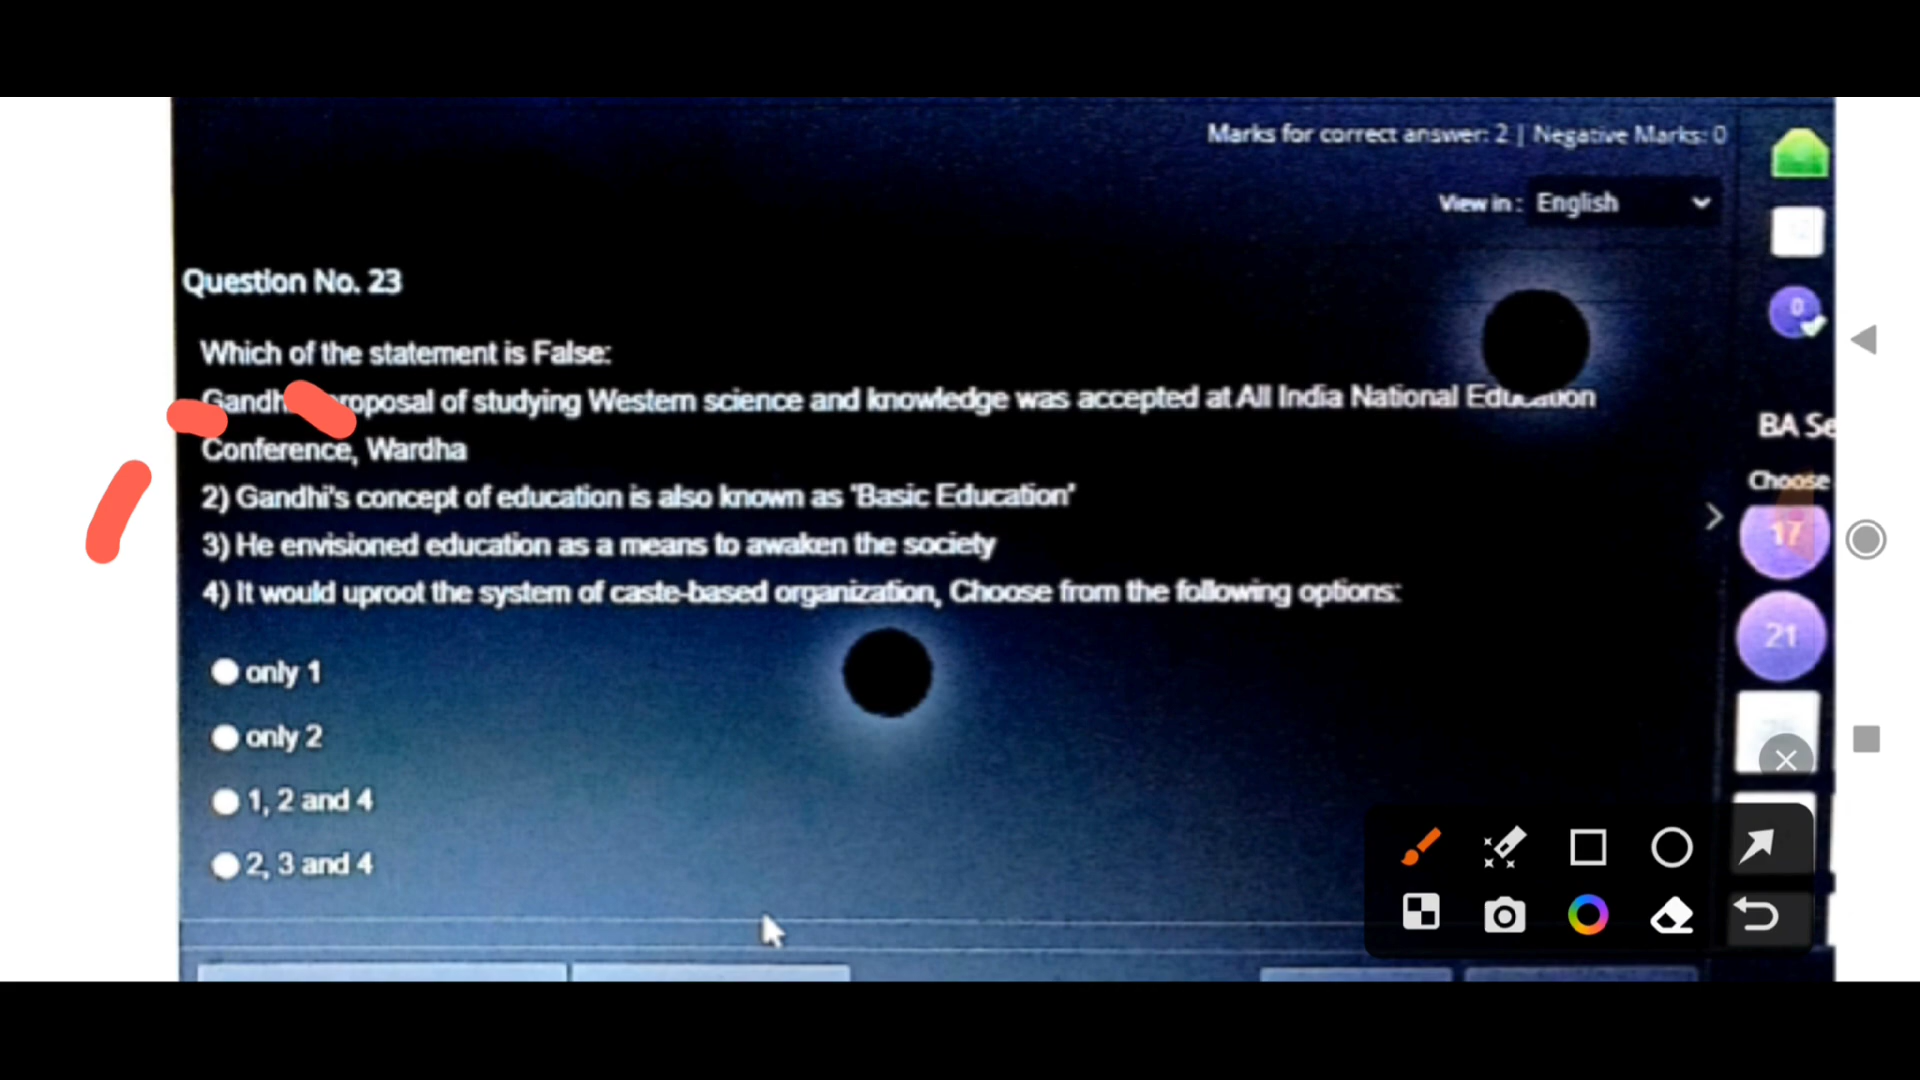 Marks for correct answer: 2 | Negative Marks: 0
View in : English
Question No. 23
Which of the statement is False:
of studying Western science and knowledge was accepted at All India National
Conference, Wardha
2) Gandhi's concept of education is also known as 'Basic Education'
3) He envisioned education as a means to awaken the society
4) It would uproot the system of caste-based organization, Choose from the following options:
only 1
only 2
1, 2 and 4
2, 3 and 4
0
BA Se
Choose
17
21